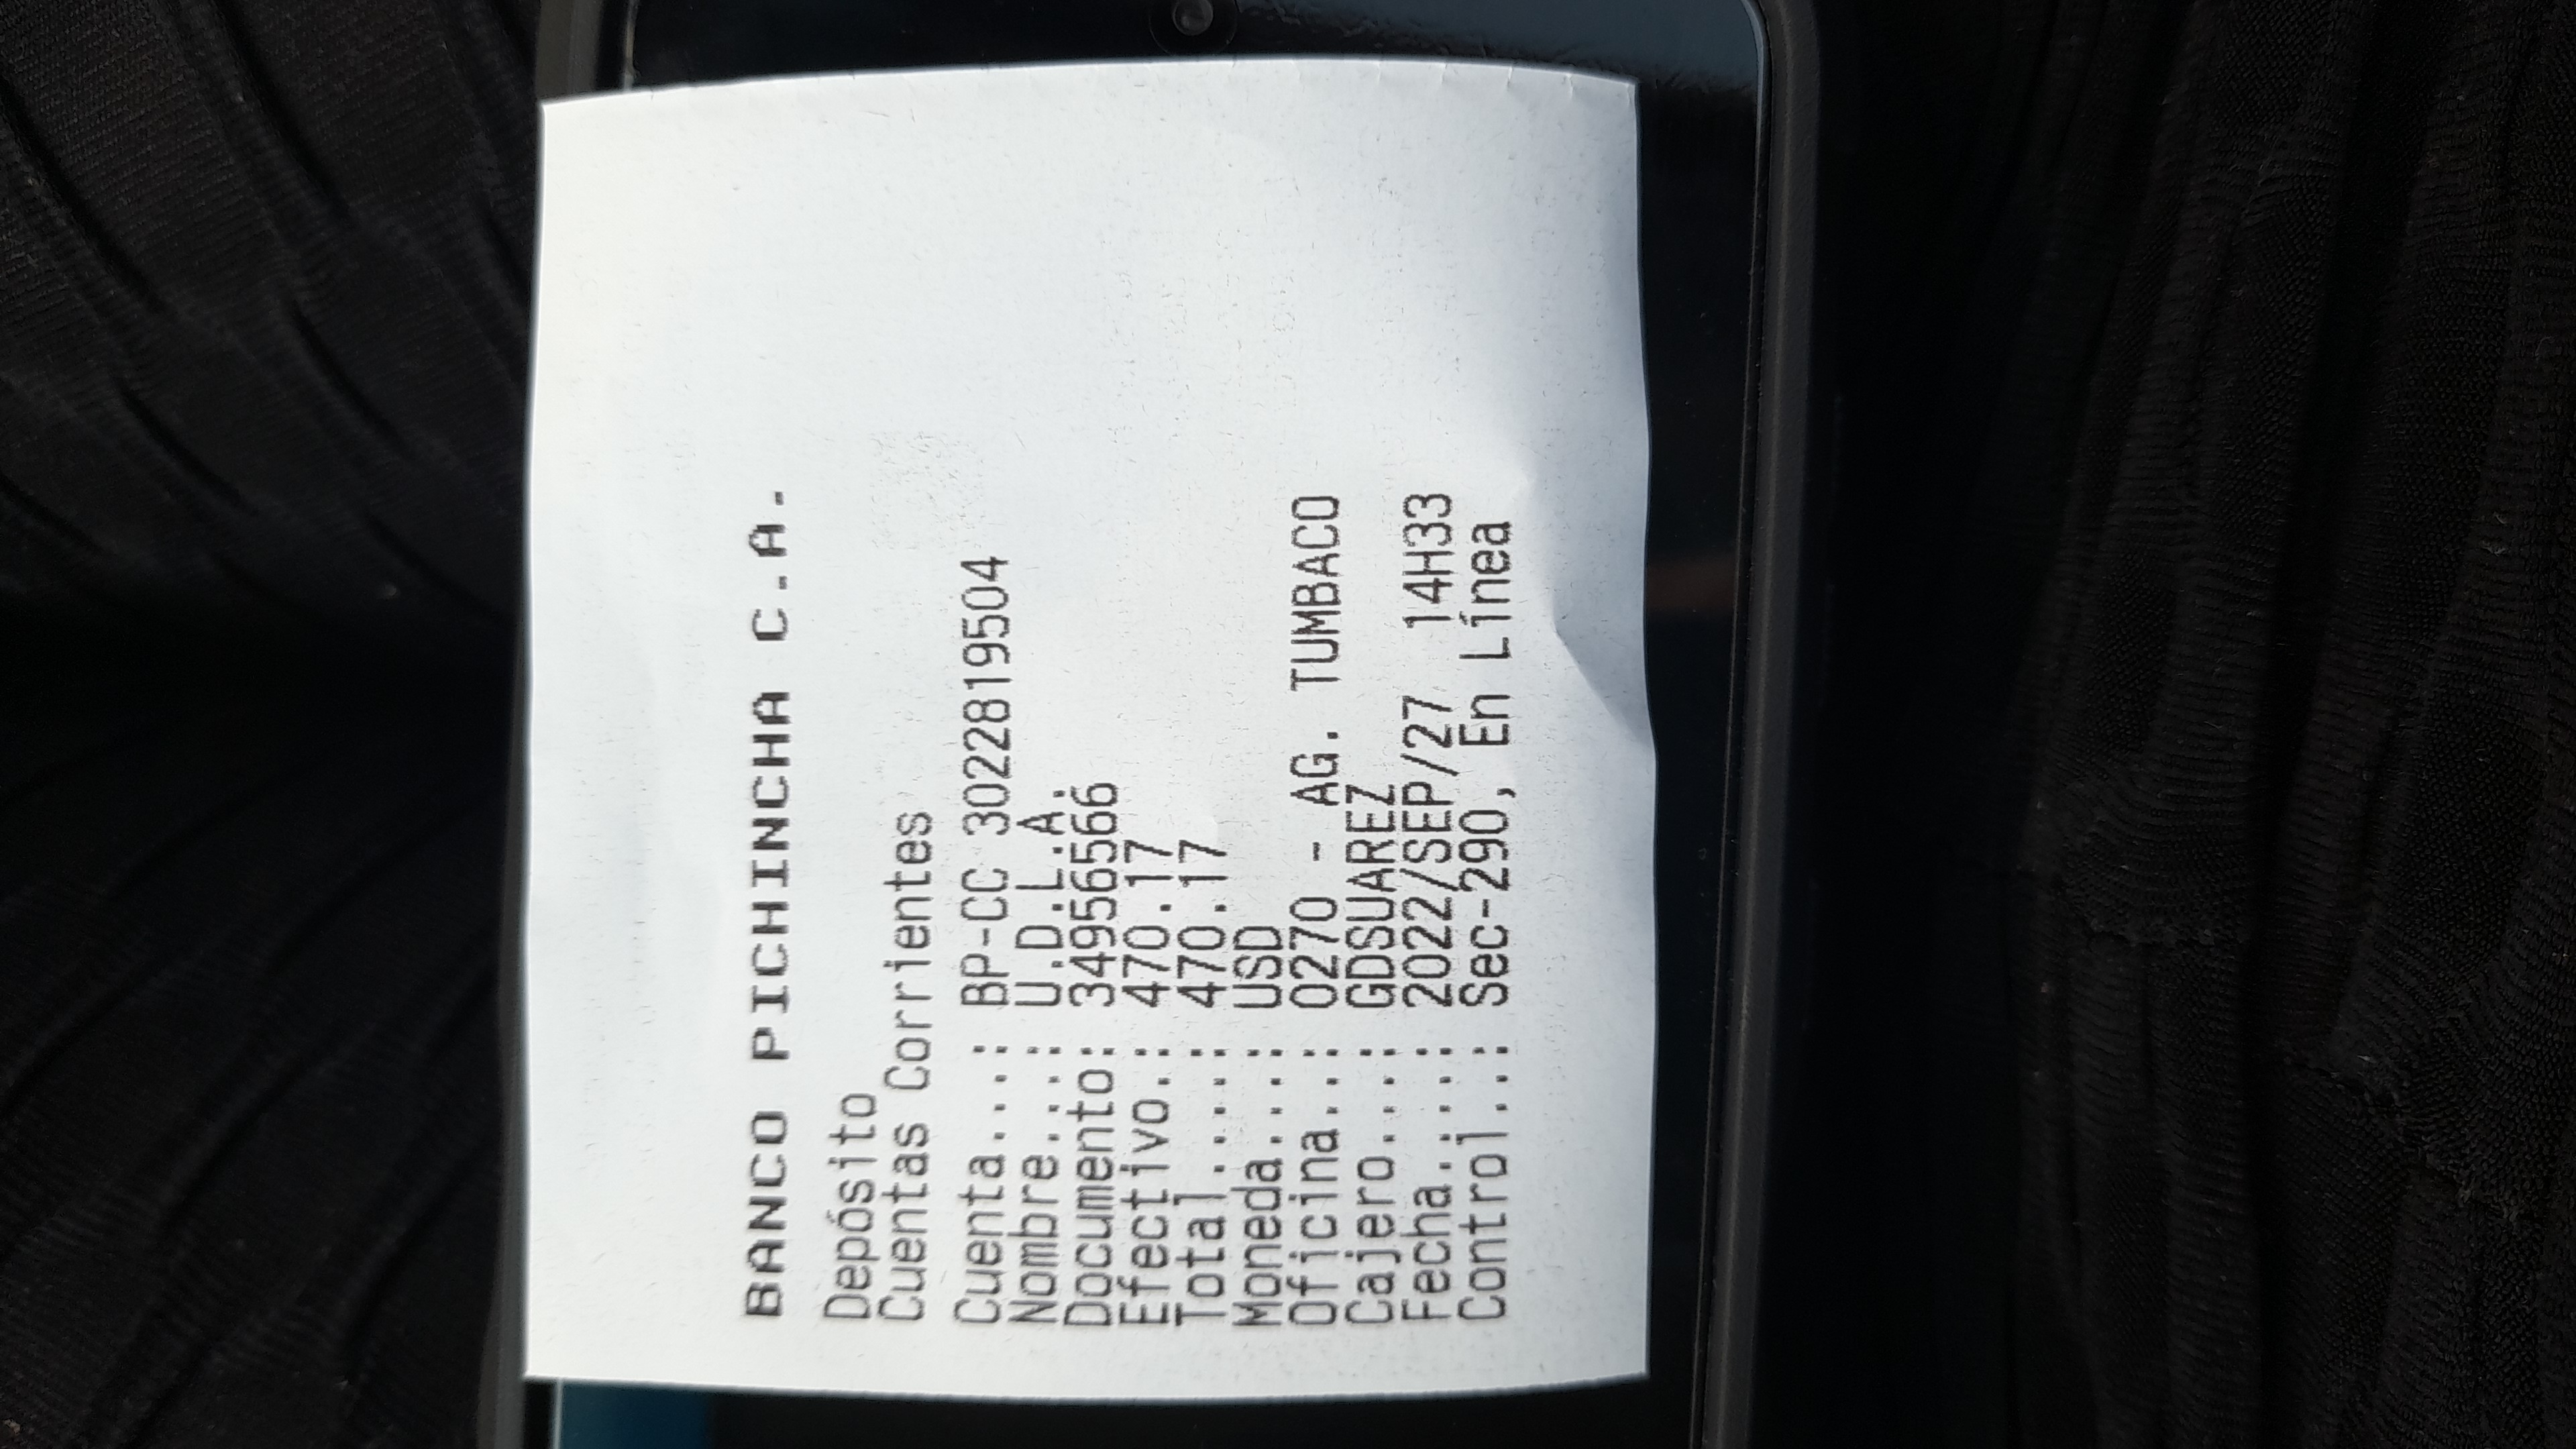 BANCO PICHINCHA C.A.
Depósito
Cuentas Corrientes
Cuenta....: BP-CC 3022819504
Nombre....: U.D.L.A.
Documento: 349566566
Efectivo.: 470.17
Total.....: 470.17
Moneda....: USD
Oficina...: 0270 - AG. TUMBACO
Cajero....: GDSUAREZ
Fecha.....: 2022/SEP/27 14H33
Control...: Sec-290, En Línea